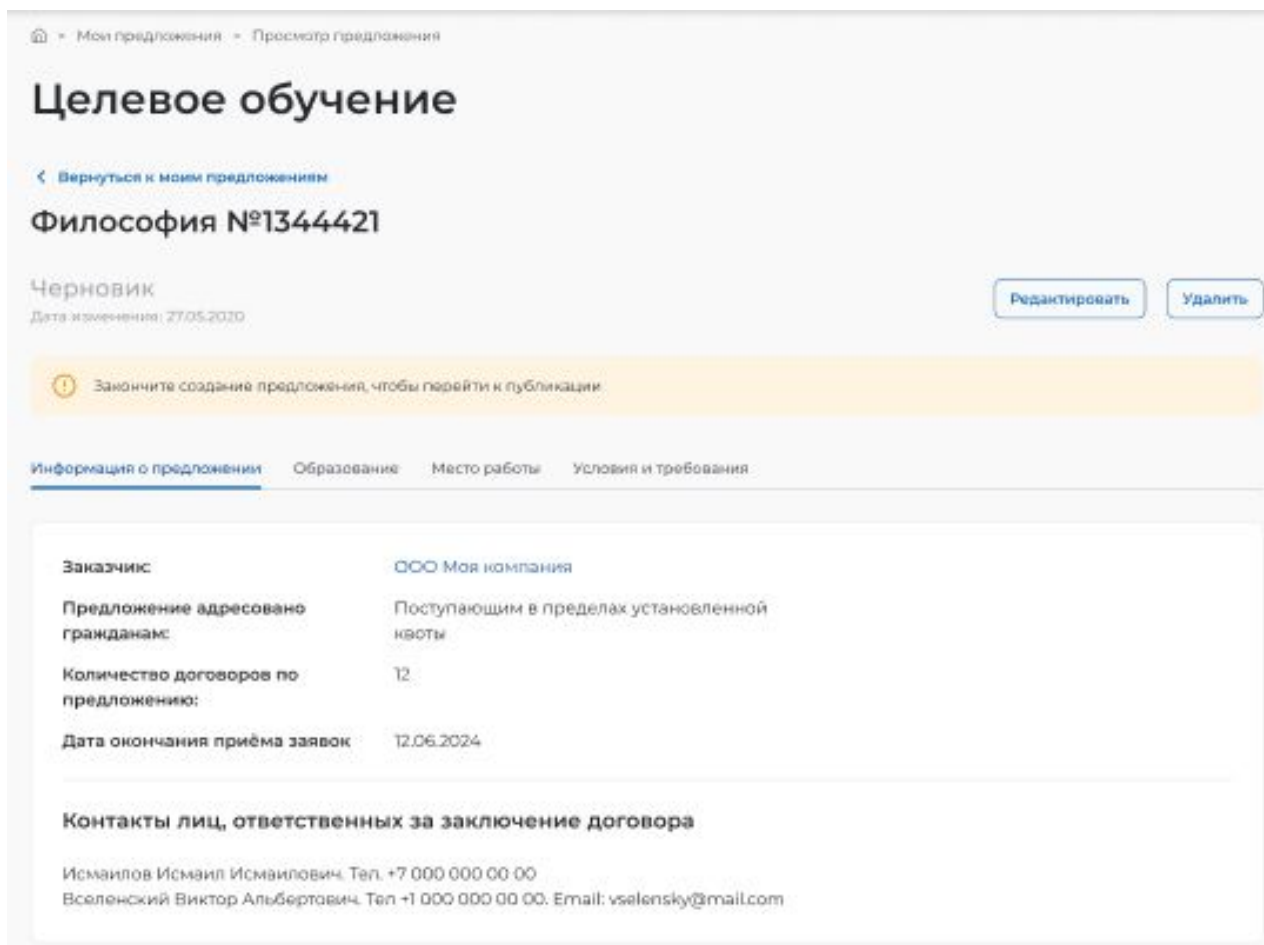 Мои предложения Просмотр предложения
Целевое обучение
Вернуться к моим предложениям
Философия №1344421
Черновик
Редактировать Удалить
Дата изменения: 27.05.2020
Закончите создание предложения, чтобы перейти к публикации
Информация о предложении Образование Место работы Условия и требования
Заказчик: ООО Моя компания
Предложение адресовано Поступающим в пределах установленной
гражданам: квоты
Количество договоров по 12
предложению:
Дата окончания приёма заявок 12.06.2024
Контакты лиц, ответственных за заключение договора
Исмаилов Исмаил Исмаилович. Тел. +7 000 000 00 00
Вселенский Виктор Альбертович. Тел +1 000 000 00 00. Email: vselensky@mail.com